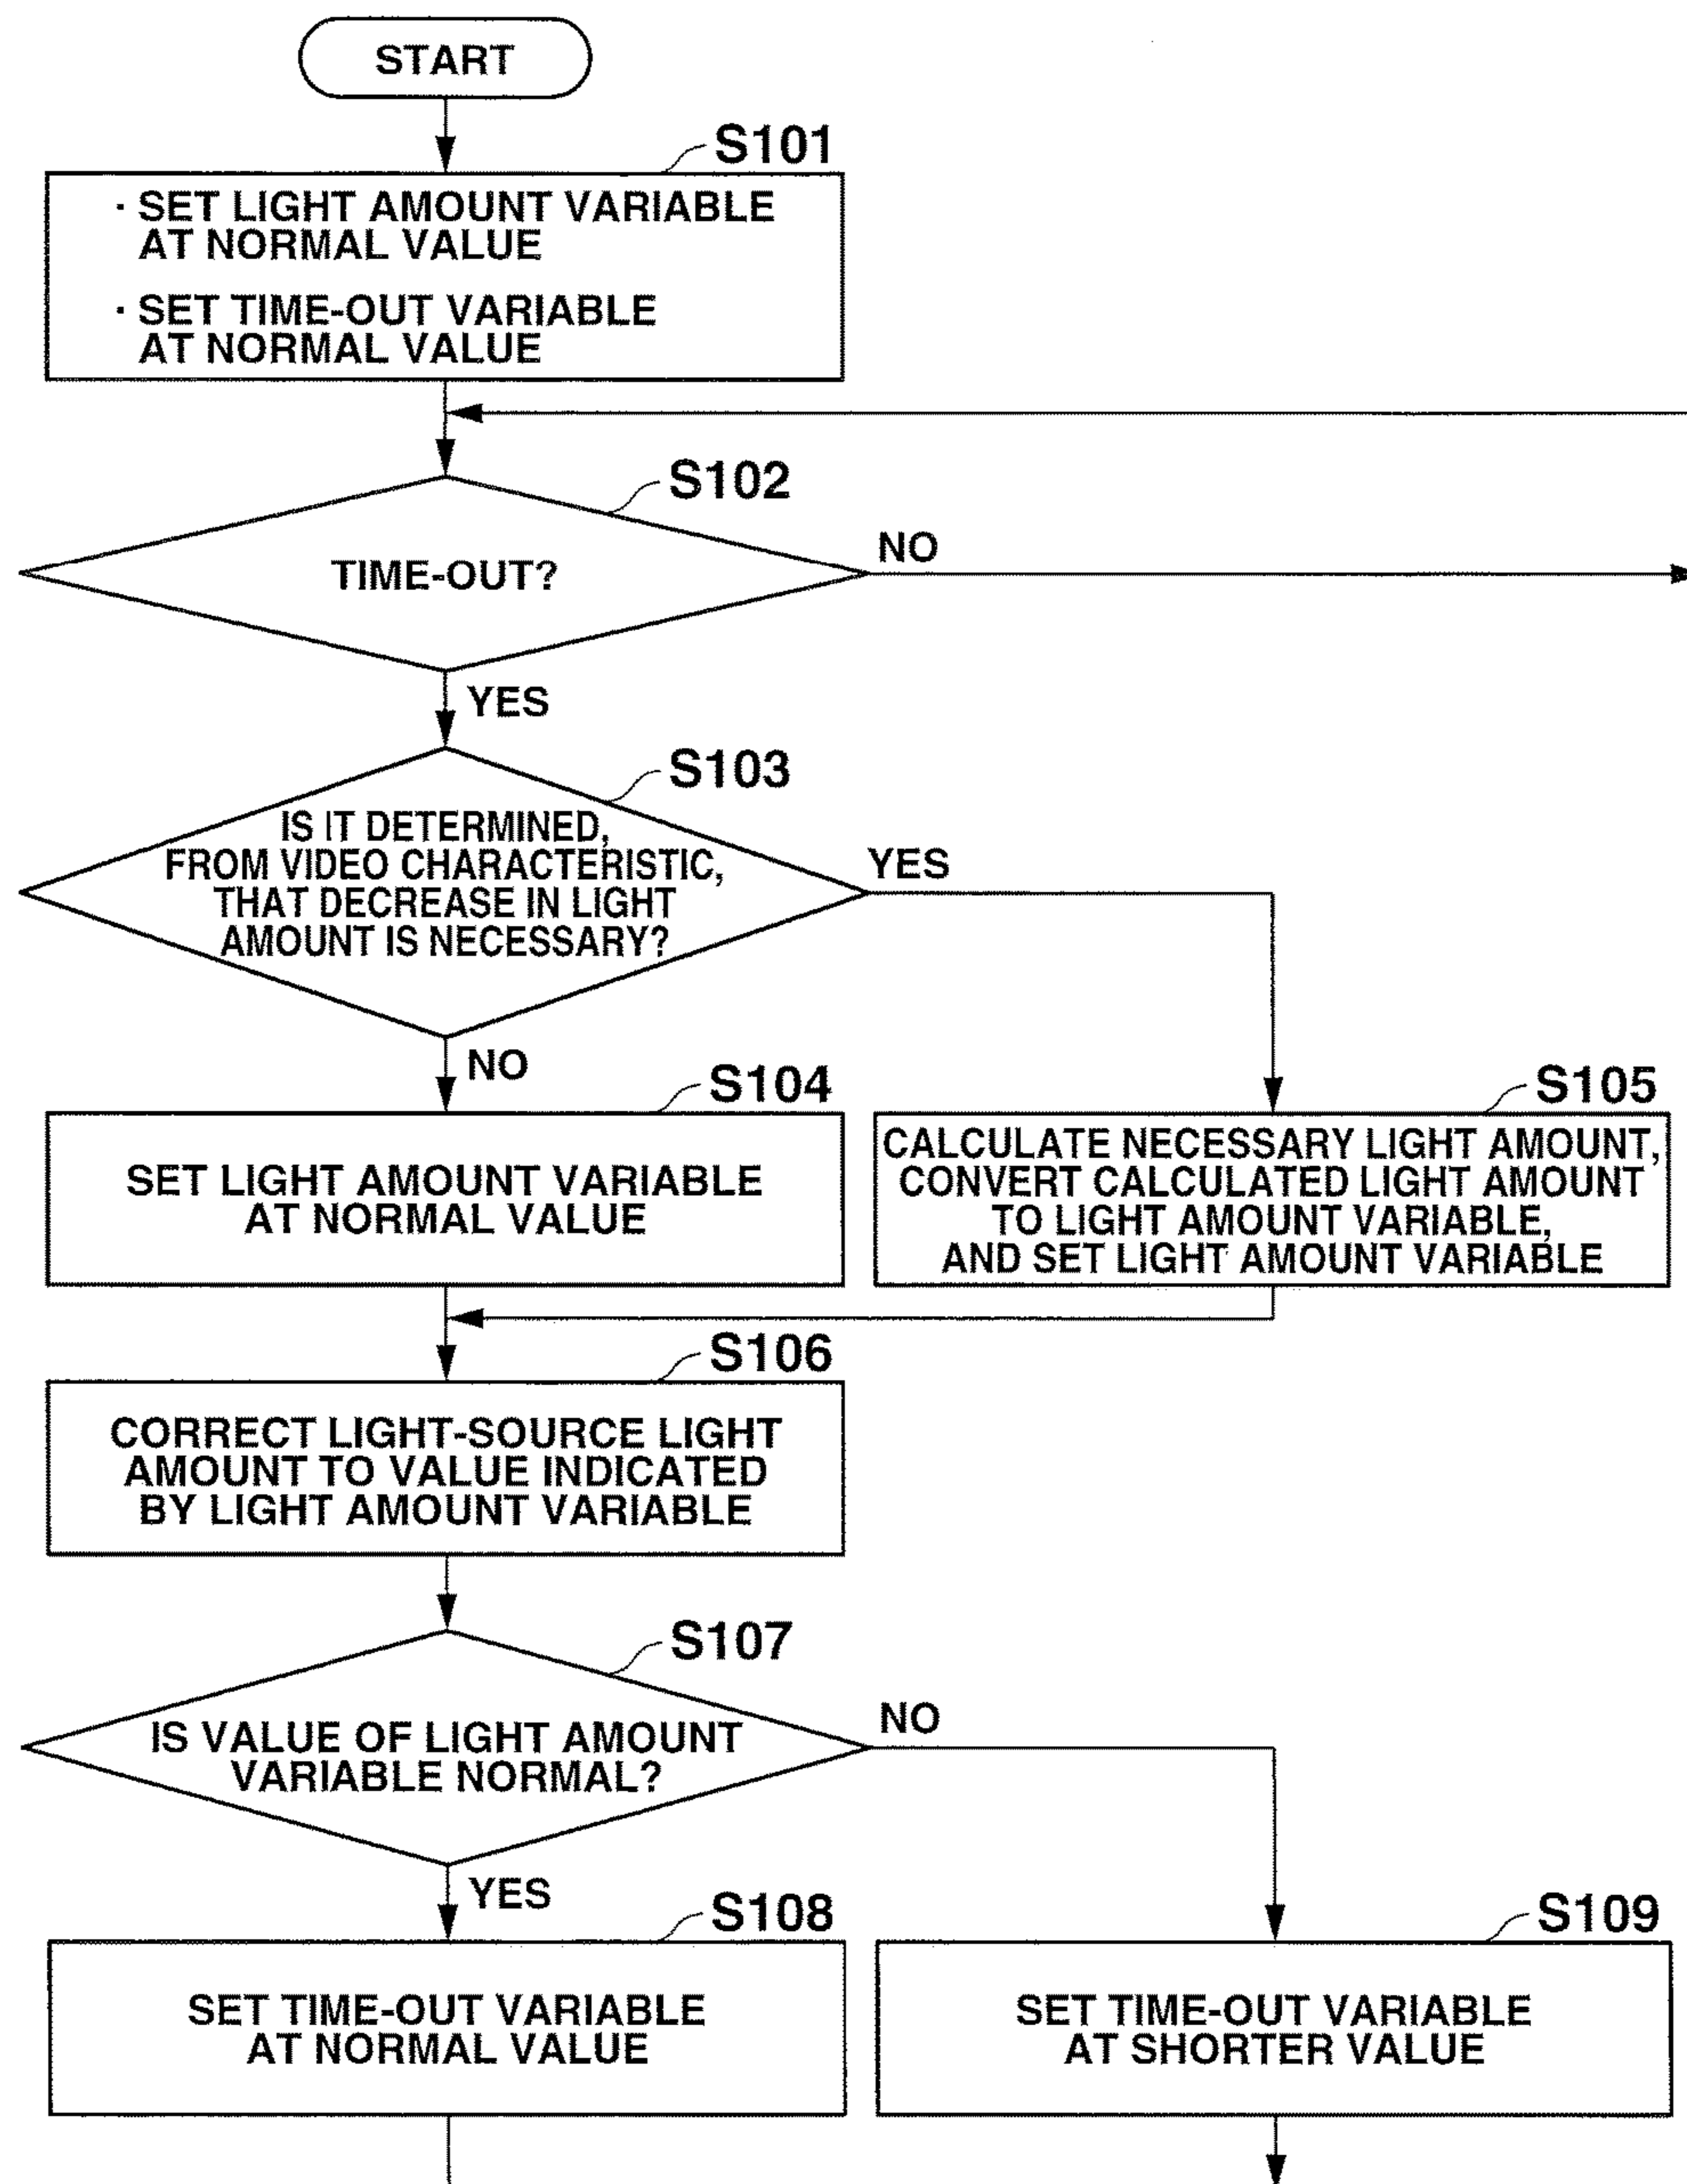 START
S101
· SET LIGHT AMOUNT VARIABLE
AT NORMAL VALUE
· SET TIME-OUT VARIABLE
AT NORMAL VALUE
S102
TIME-OUT?
NO
YES
S103
IS IT DETERMINED,
FROM VIDEO CHARACTERISTIC,
THAT DECREASE IN LIGHT
AMOUNT IS NECESSARY?
YES
NO
S104
SET LIGHT AMOUNT VARIABLE
AT NORMAL VALUE
S105
CALCULATE NECESSARY LIGHT AMOUNT,
CONVERT CALCULATED LIGHT AMOUNT
TO LIGHT AMOUNT VARIABLE,
AND SET LIGHT AMOUNT VARIABLE
S106
CORRECT LIGHT-SOURCE LIGHT
AMOUNT TO VALUE INDICATED
BY LIGHT AMOUNT VARIABLE
S107
IS VALUE OF LIGHT AMOUNT
VARIABLE NORMAL?
NO
YES
S108
SET TIME-OUT VARIABLE
AT NORMAL VALUE
S109
SET TIME-OUT VARIABLE
AT SHORTER VALUE